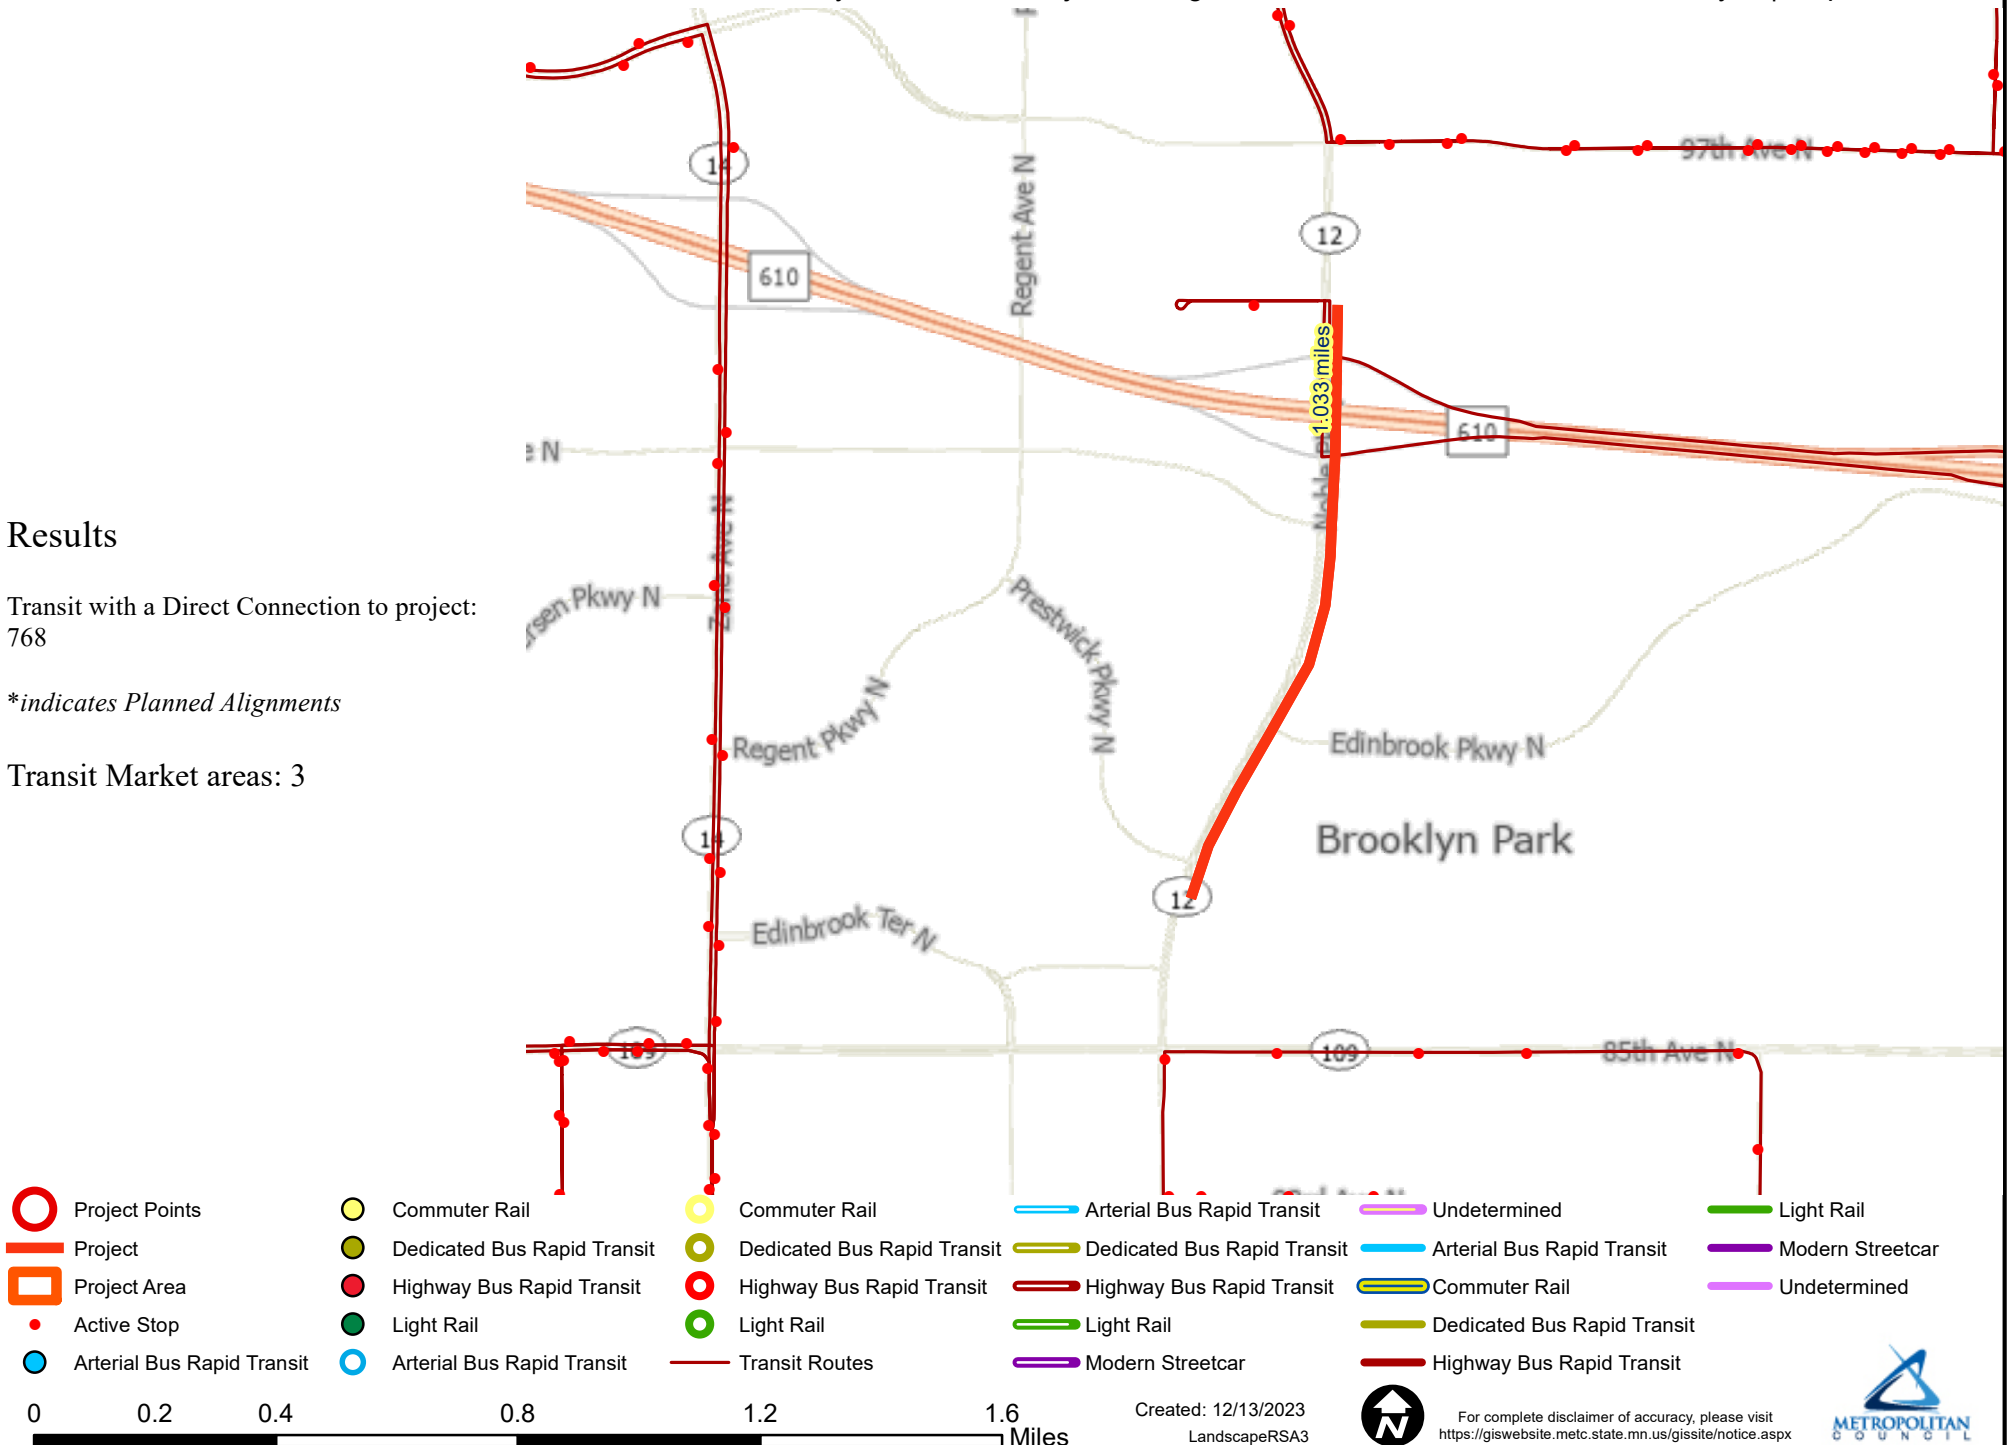 Results
Transit with a Direct Connection to project:
768
*indicates Planned Alignments
Transit Market areas: 3
14
97th Ave N
Regent Ave N
12
610
1.033 miles
610
e N
Zane Ave N
rsen Pkwy N
Prestwick Pkwy N
Regent Pkwy N
Edinbrook Pkwy N
Brooklyn Park
14
12
Edinbrook Ter N
109
109
85th Ave N
Project Points
Project
Project Area
Active Stop
Arterial Bus Rapid Transit
Commuter Rail
Dedicated Bus Rapid Transit
Highway Bus Rapid Transit
Light Rail
Arterial Bus Rapid Transit
Commuter Rail
Dedicated Bus Rapid Transit
Highway Bus Rapid Transit
Light Rail
Transit Routes
Arterial Bus Rapid Transit
Dedicated Bus Rapid Transit
Highway Bus Rapid Transit
Light Rail
Modern Streetcar
Undetermined
Arterial Bus Rapid Transit
Commuter Rail
Dedicated Bus Rapid Transit
Highway Bus Rapid Transit
Light Rail
Modern Streetcar
Undetermined
0 0.2 0.4 0.8 1.2 1.6
Miles
Created: 12/13/2023
LandscapeRSA3
N
For complete disclaimer of accuracy, please visit
https://giswebsite.metc.state.mn.us/gissite/notice.aspx
METROPOLITAN
COUNCIL